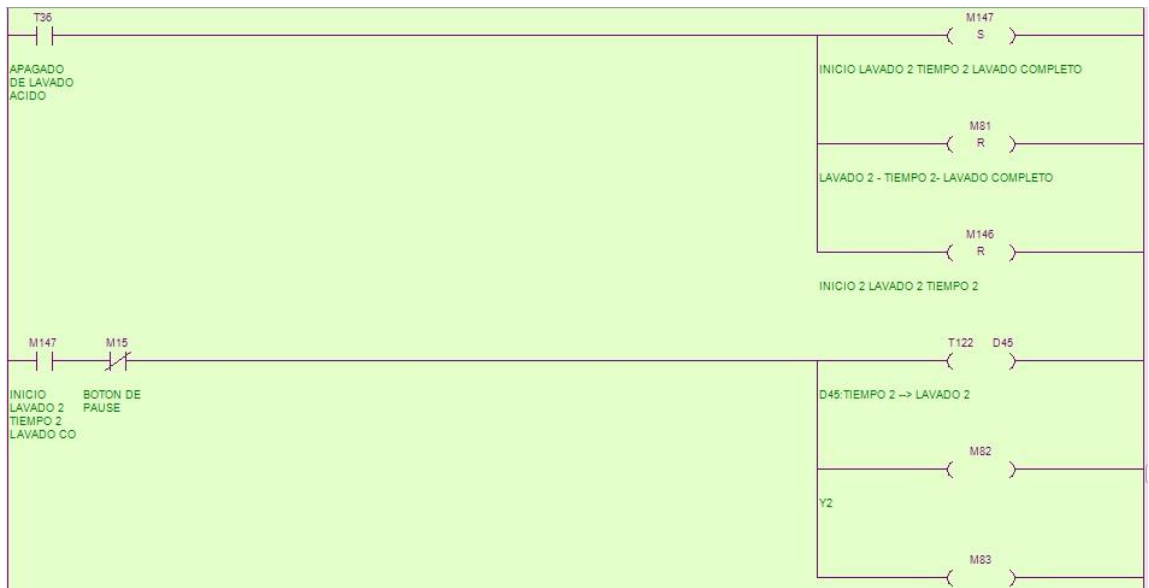 T36
M147
S
APAGADO
DE LAVADO
ACIDO
INICIO LAVADO 2 TIEMPO 2 LAVADO COMPLETO
M81
R
LAVADO 2 - TIEMPO 2- LAVADO COMPLETO
M146
R
INICIO 2 LAVADO 2 TIEMPO 2
M147
M15
T122 D45
INICIO
LAVADO 2
TIEMPO 2
LAVADO CO
BOTON DE
PAUSE
D45:TIEMPO 2 --> LAVADO 2
M82
Y2
M83